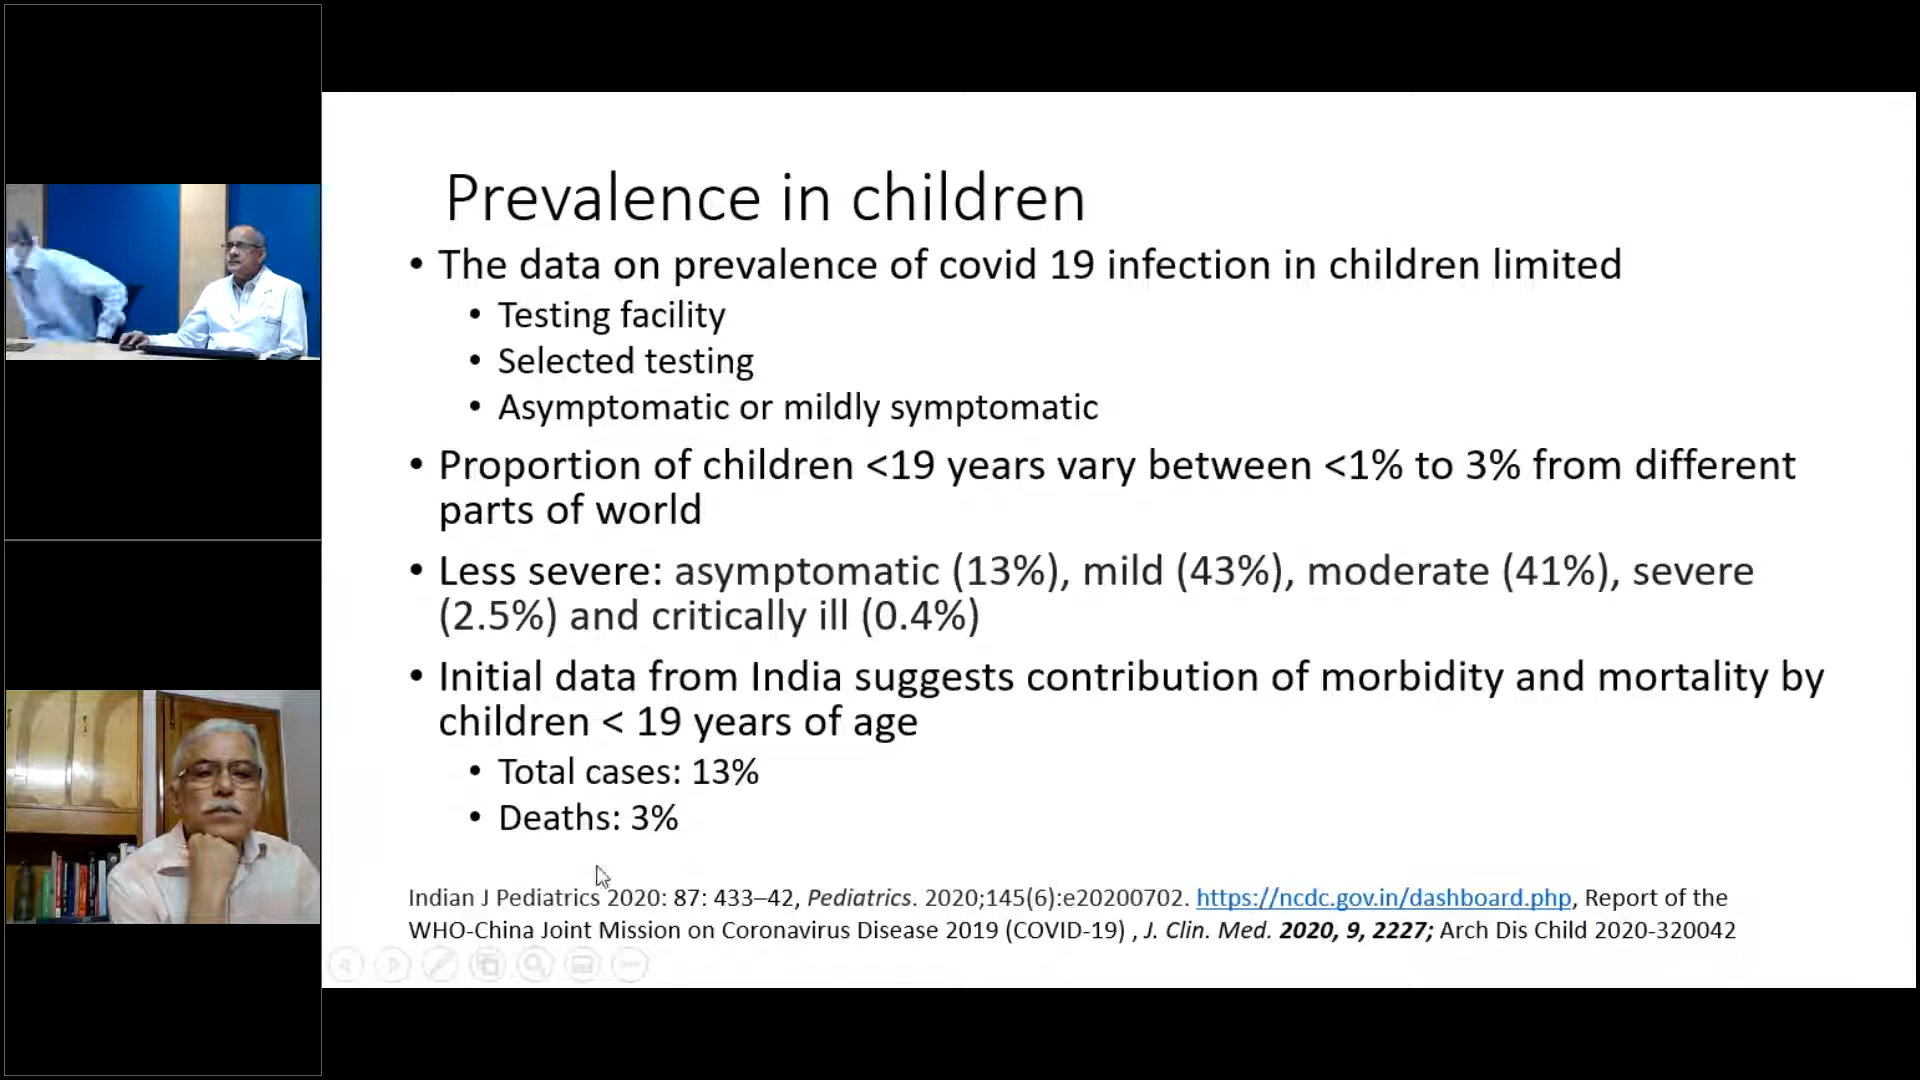 Prevalence in children
• The data on prevalence of covid 19 infection in children limited
• Testing facility
• Selected testing
• Asymptomatic or mildly symptomatic
• Proportion of children <19 years vary between <1% to 3% from different
parts of world
• Less severe: asymptomatic (13%), mild (43%), moderate (41%), severe
(2.5%) and critically ill (0.4%)
• Initial data from India suggests contribution of morbidity and mortality by
children < 19 years of age
• Total cases: 13%
• Deaths: 3%
Indian J Pediatrics 2020: 87: 433–42, Pediatrics. 2020;145(6):e20200702. https://ncdc.gov.in/dashboard.php, Report of the
WHO-China Joint Mission on Coronavirus Disease 2019 (COVID-19) , J. Clin. Med. 2020, 9, 2227; Arch Dis Child 2020-320042